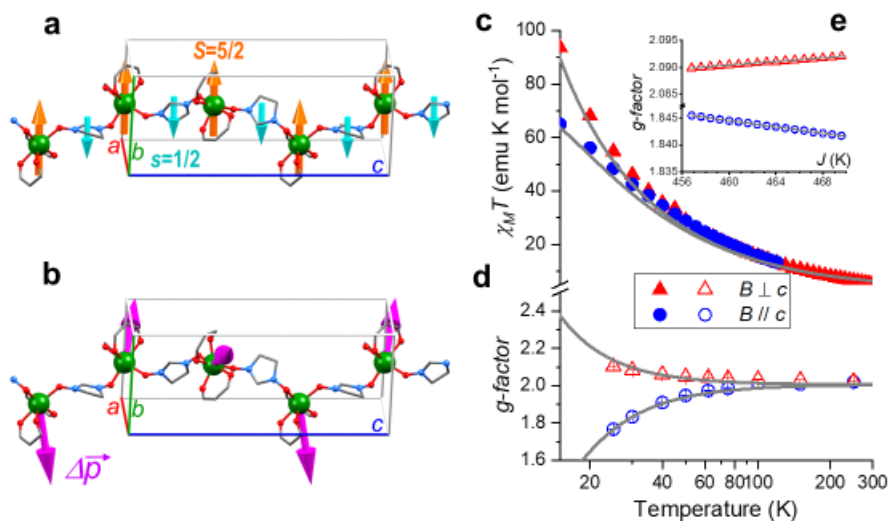 a
S=5/2
s=1/2
a
b
c
b
a
b
c
Δp⃗
c
χMT (emu K mol⁻¹)
100
80
60
40
20
e
g-factor
2.095
2.090
2.085
1.845
1.840
1.835
J (K)
456 460 464 468
d
B ⊥ c
B // c
g-factor
2.4
2.2
2.0
1.8
1.6
20 40 60 80 100 200 300
Temperature (K)